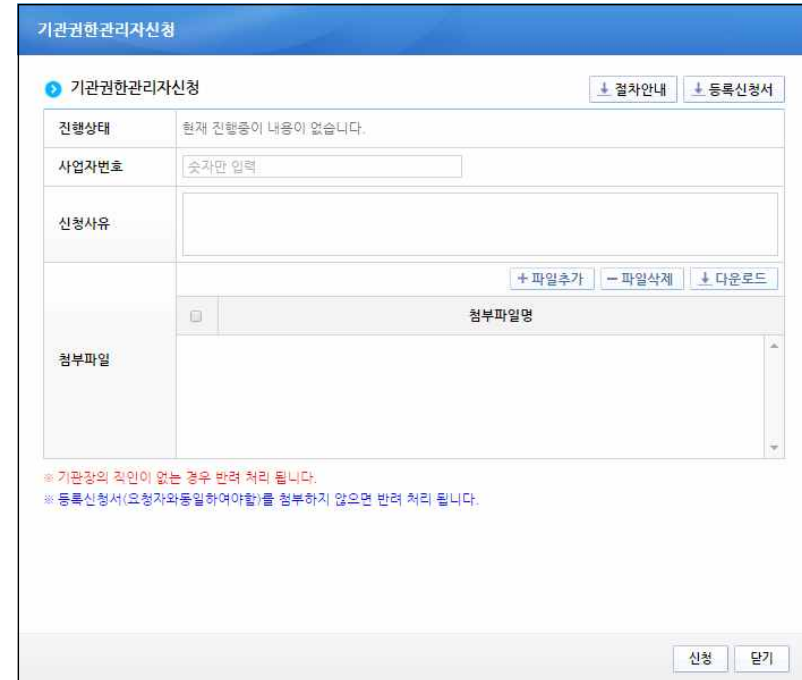 기관권한관리자신청
기관권한관리자신청
절차안내
등록신청서
진행상태
현재 진행중이 내용이 없습니다.
사업자번호
숫자만 입력
신청사유
+ 파일추가
- 파일삭제
다운로드
첨부파일
첨부파일명
※ 기관장의 직인이 없는 경우 반려 처리 됩니다.
※ 등록신청서(요청자와동일하여야함)를 첨부하지 않으면 반려 처리 됩니다.
신청
닫기